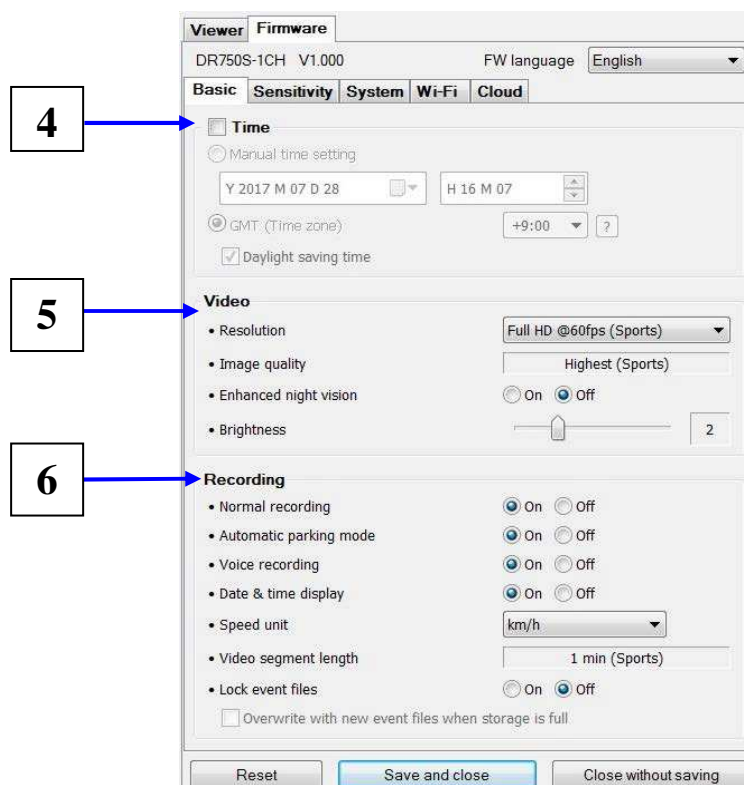 Viewer Firmware
DR750S-1CH V1.000 FW language English
Basic Sensitivity System Wi-Fi Cloud
4 Time
Manual time setting
Y 2017 M 07 D 28 H 16 M 07
GMT (Time zone) +9:00 ?
Daylight saving time
5 Video
• Resolution Full HD @60fps (Sports)
• Image quality Highest (Sports)
• Enhanced night vision On Off
• Brightness 2
6 Recording
• Normal recording On Off
• Automatic parking mode On Off
• Voice recording On Off
• Date & time display On Off
• Speed unit km/h
• Video segment length 1 min (Sports)
• Lock event files On Off
Overwrite with new event files when storage is full
Reset Save and close Close without saving